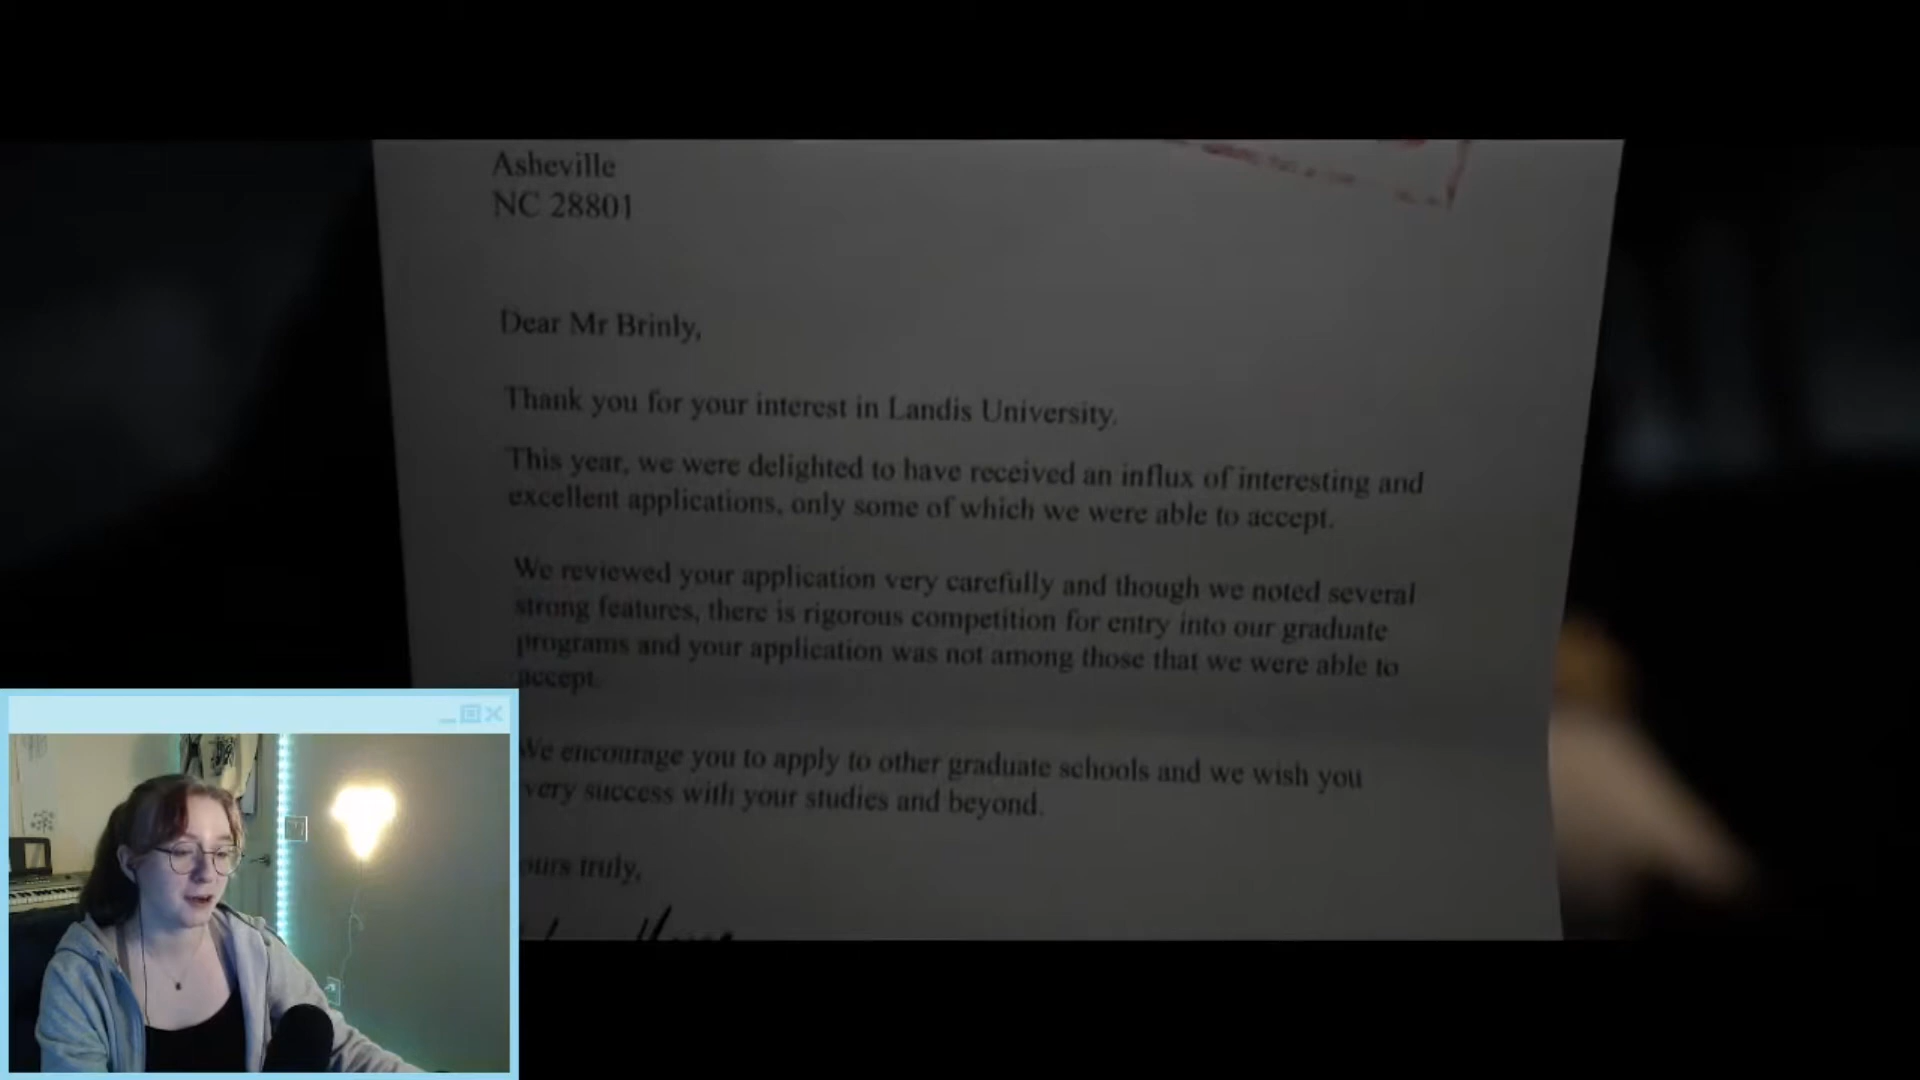 Asheville
NC 28801
Dear Mr Brinly,
Thank you for your interest in Landis University.
This year, we were delighted to have received an influx of interesting and
excellent applications, only some of which we were able to accept.
We reviewed your application very carefully and though we noted several
strong features, there is rigorous competition for entry into our graduate
programs and your application was not among those that we were able to
accept.
We encourage you to apply to other graduate schools and we wish you
very success with your studies and beyond.
ours truly,